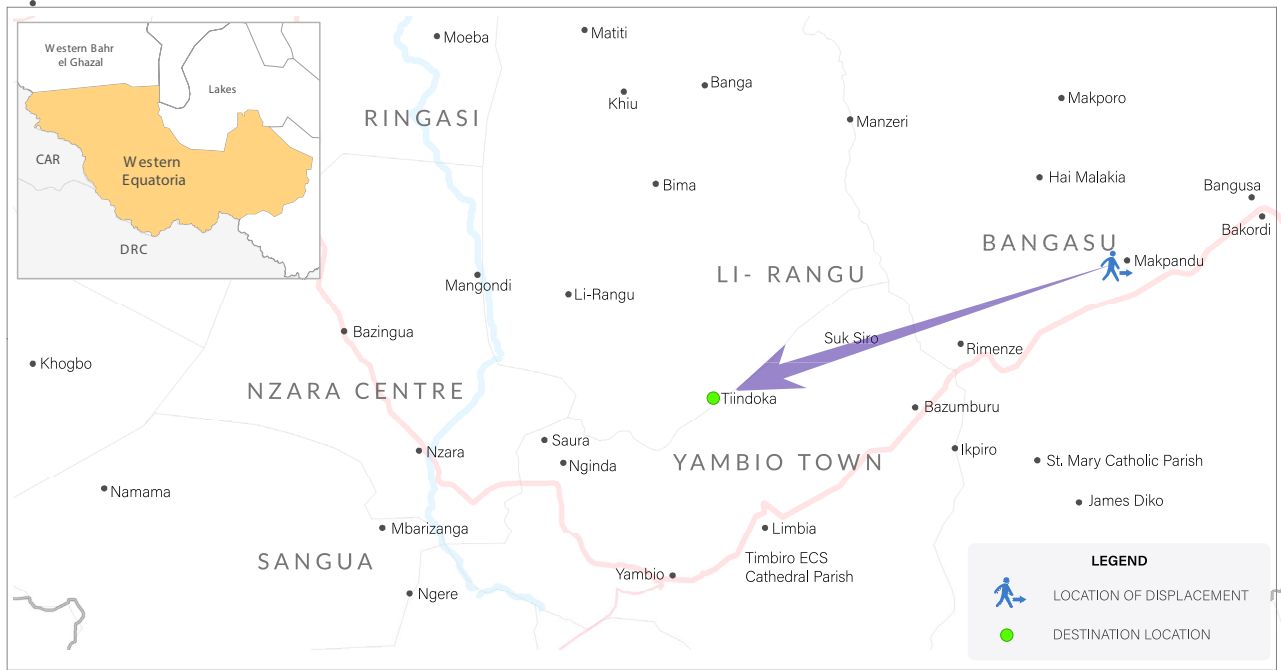 Western Bahr
el Ghazal
Lakes
CAR
Western
Equatoria
DRC
Moeba
Matiti
Banga
Khiu
RINGASI
Manzeri
Makporo
Bima
Hai Malakia
Bangusa
Bakordi
BANGASU
Makpandu
Mangondi
Li-Rangu
LI- RANGU
Bazingua
Suk Siro
Rimenze
Khogbo
NZARA CENTRE
Tiindoka
Bazumburu
Saura
Nzara
Nginda
YAMBIO TOWN
Ikpiro
St. Mary Catholic Parish
Namama
James Diko
Mbarizanga
Limbia
SANGUA
Timbiro ECS
Cathedral Parish
Yambio
Ngere
LEGEND
LOCATION OF DISPLACEMENT
DESTINATION LOCATION